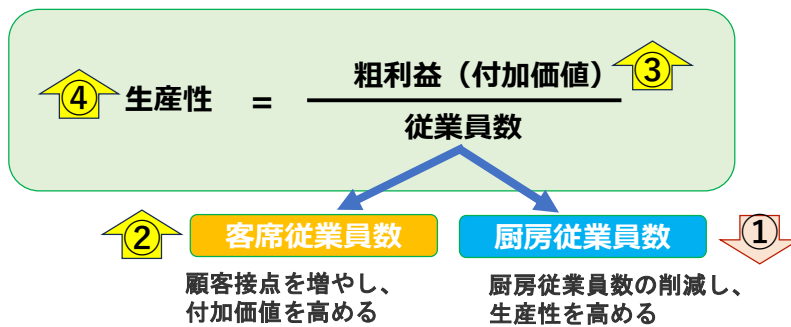 ④ 生産性 = 粗利益（付加価値） ③
従業員数
② 客席従業員数 厨房従業員数 ①
顧客接点を増やし、
付加価値を高める
厨房従業員数の削減し、
生産性を高める